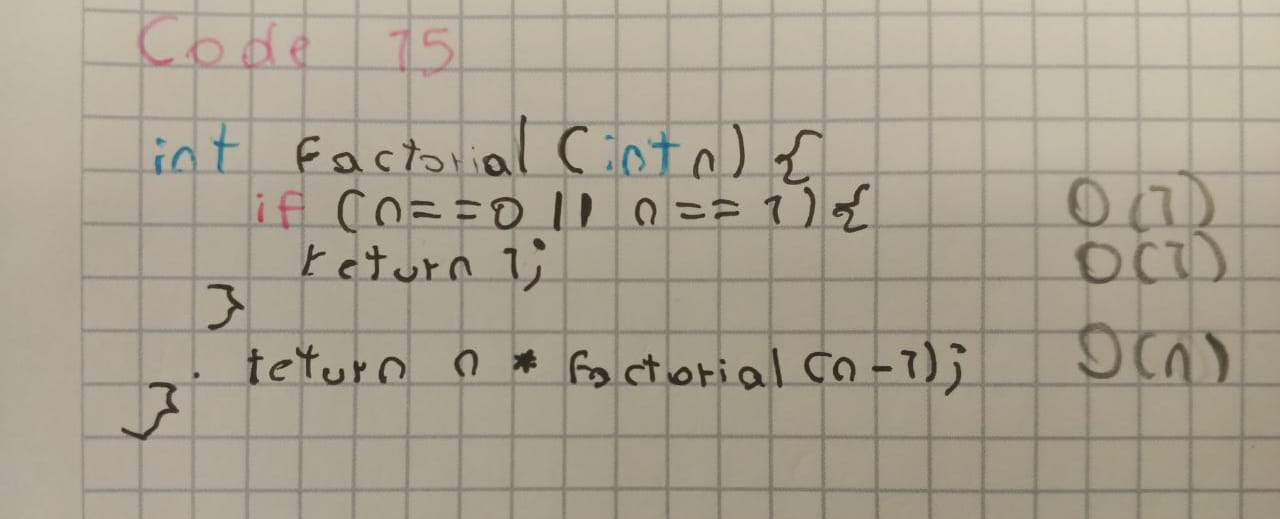 Code 15
int Factorial (int n) {
if (n==0 || n==1) { O(1)
return 1; O(1)
}
return n * Factorial (n-1); O(n)
}